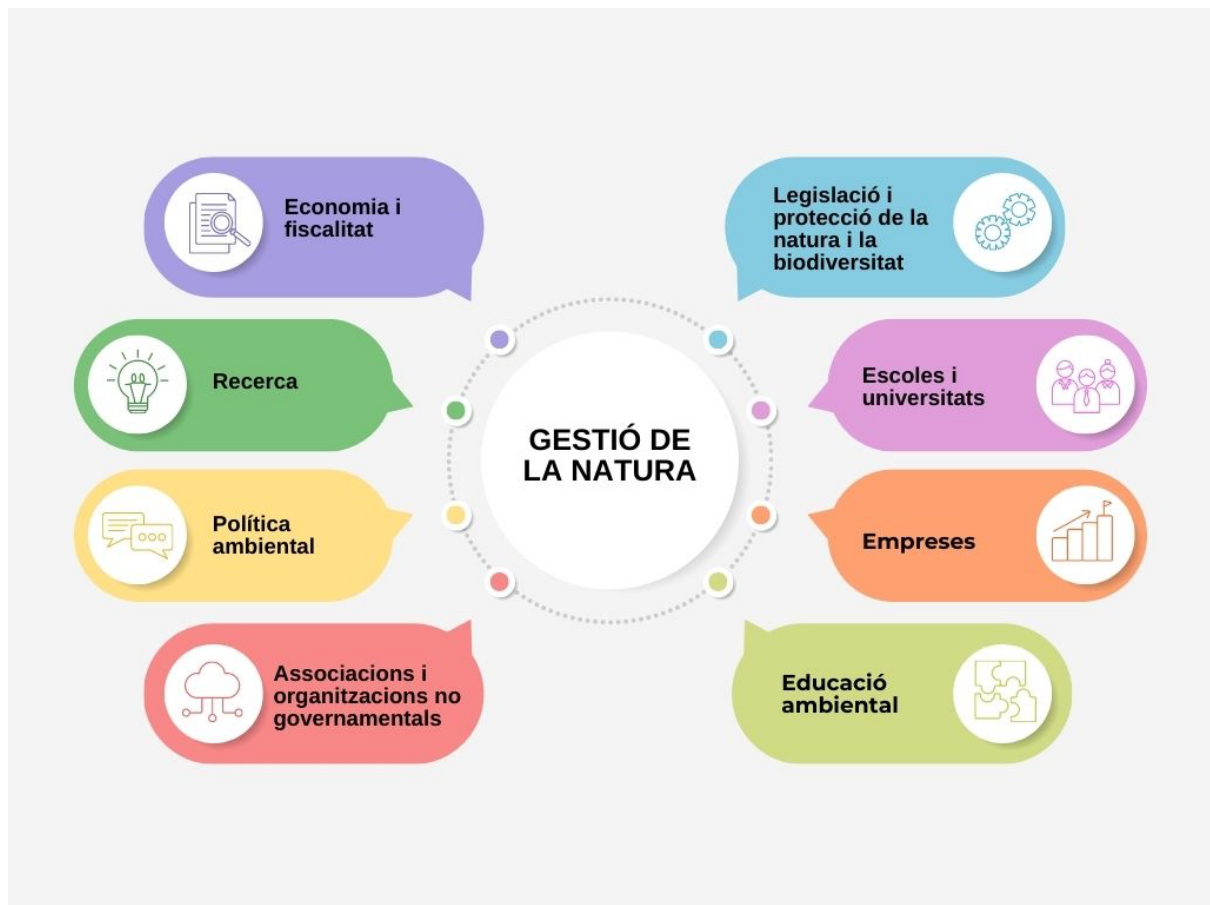 Economia i
fiscalitat
Legislació i
protecció de la
natura i la
biodiversitat
Recerca
Escoles i
universitats
GESTIÓ DE
LA NATURA
Política
ambiental
Empreses
Associacions i
organitzacions no
governamentals
Educació
ambiental